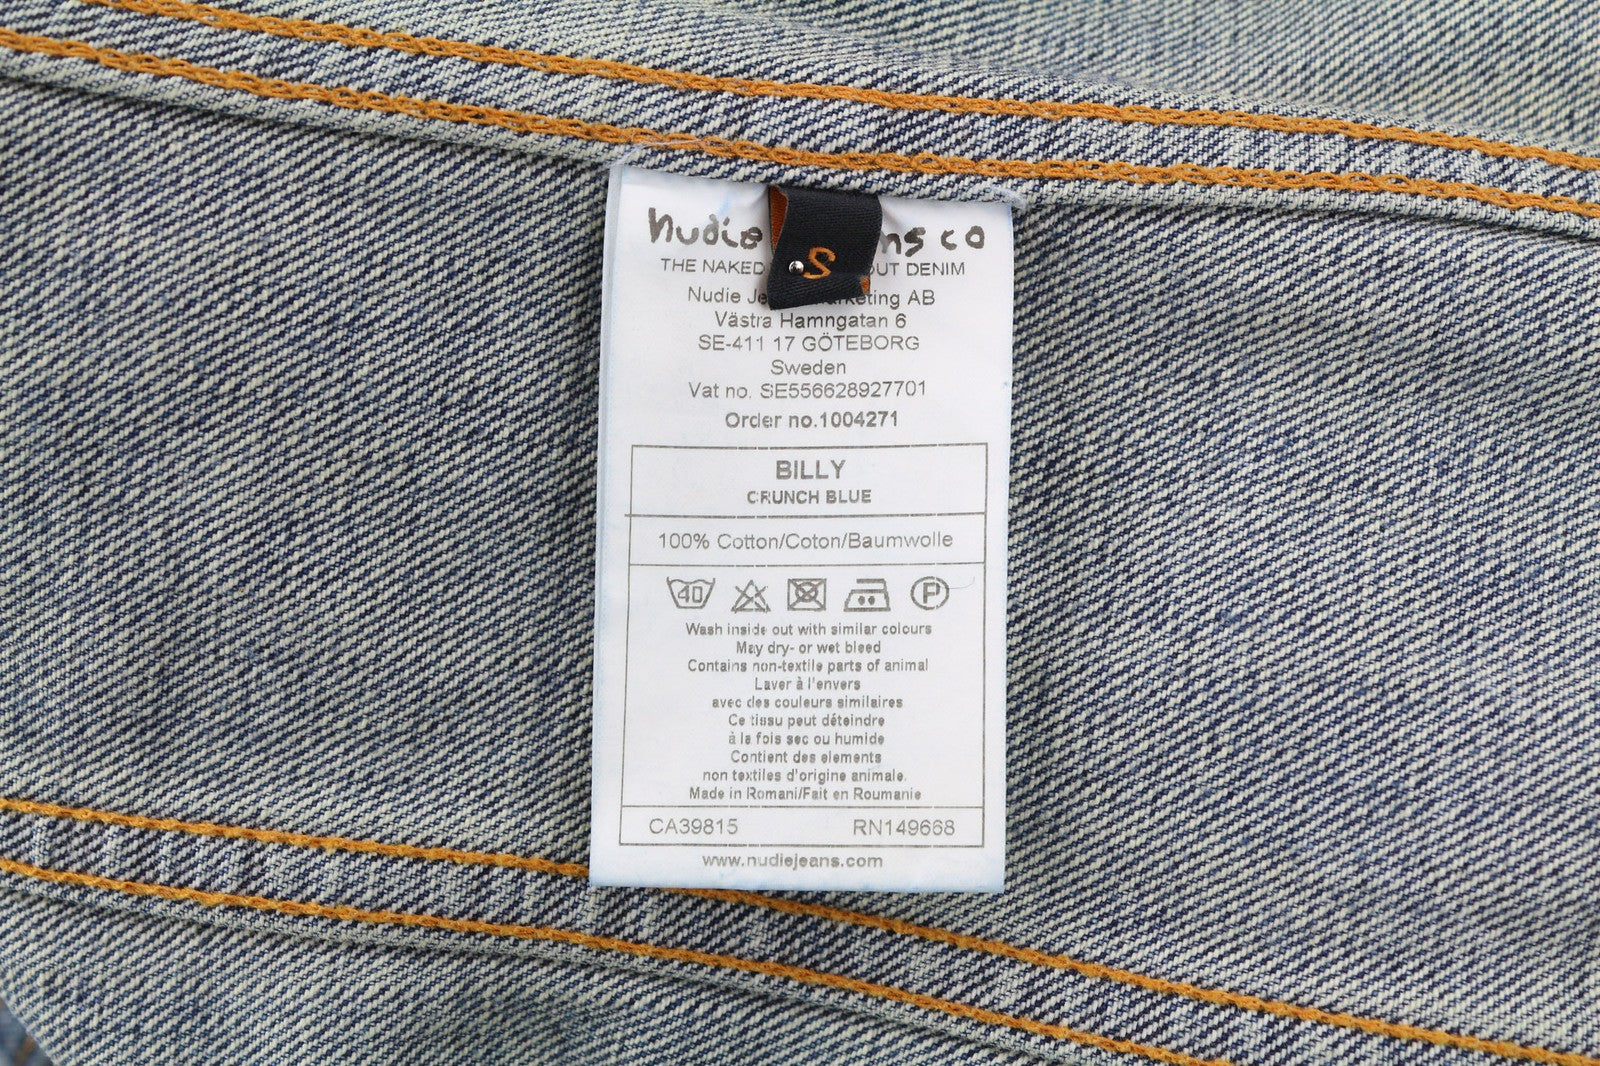 nudie ns co
S
THE NAKED OUT DENIM
Nudie Je keting AB
Västra Hamngatan 6
SE-411 17 GÖTEBORG
Sweden
Vat no. SE556628927701
Order no.1004271
BILLY
CRUNCH BLUE
100% Cotton/Coton/Baumwolle
40 P
Wash inside out with similar colours
May dry- or wet bleed
Contains non-textile parts of animal
Laver à l'envers
avec des couleurs similaires
Ce tissu peut déteindre
à la fois sec ou humide
Contient des elements
non textiles d'origine animale.
Made in Romani/Fait en Roumanie
CA39815 RN149668
www.nudiejeans.com